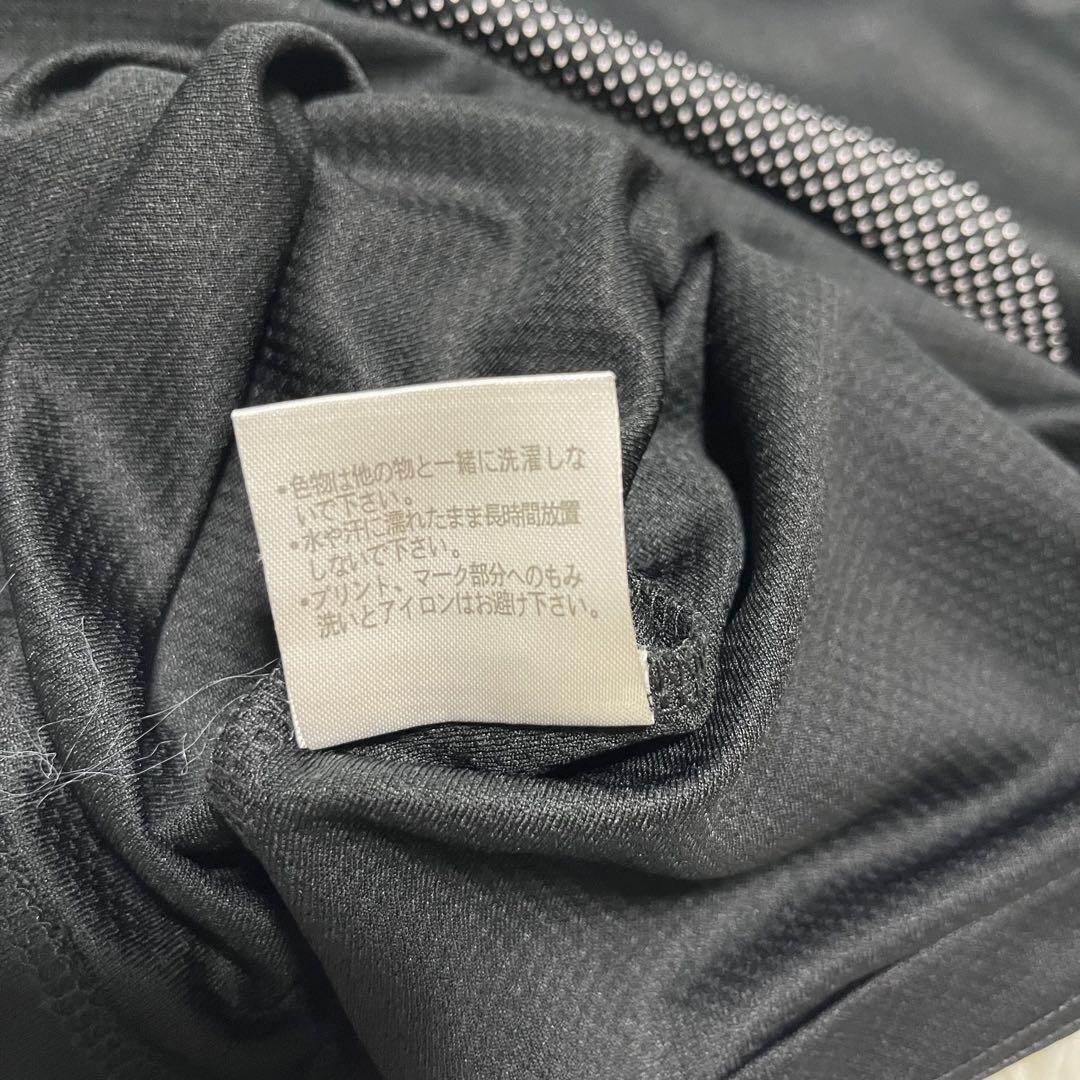 ・色物は他の物と一緒に洗濯しな
いで下さい。
・水や汗に濡れたまま長時間放置
しないで下さい。
・プリント、マーク部分へのもみ
洗いとアイロンはお避け下さい。